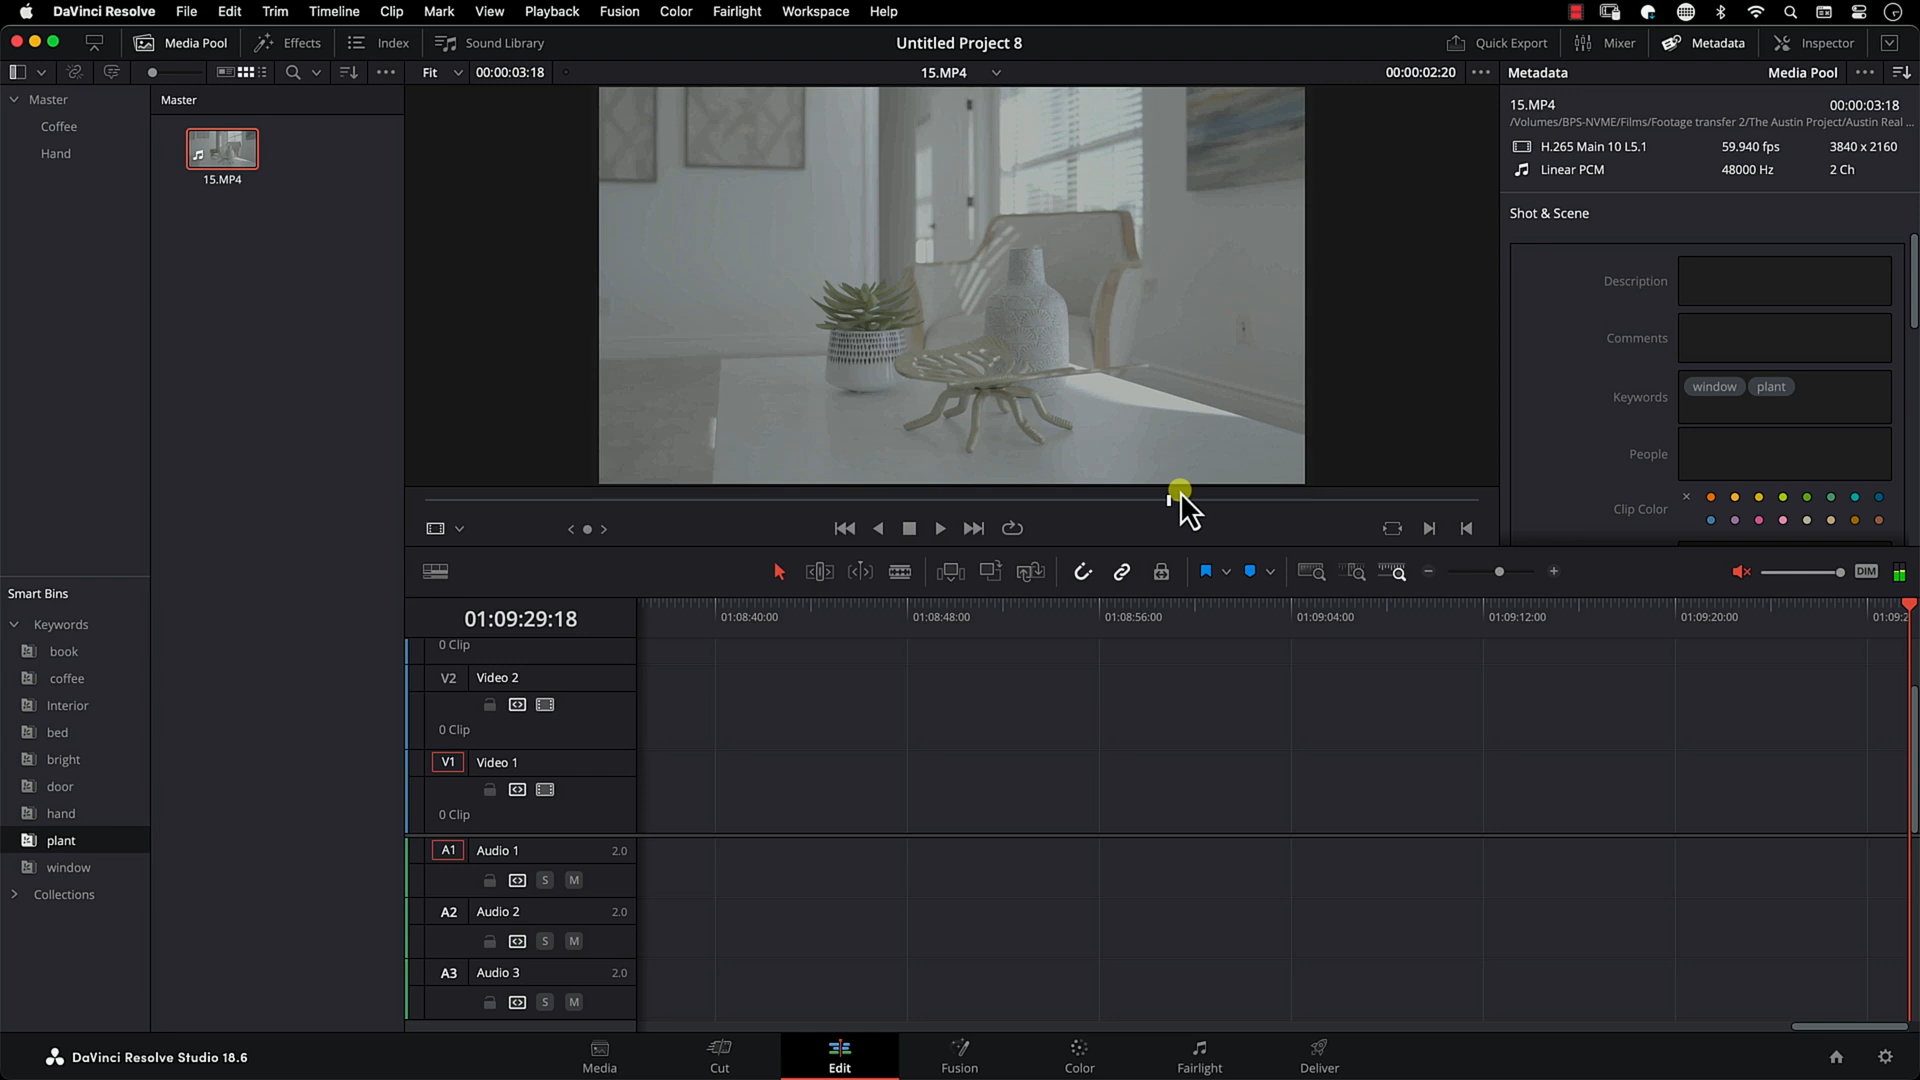 DaVinci Resolve File Edit Trim Timeline Clip Mark View Playback Fusion Color Fairlight Workspace Help
Media Pool Effects Index Sound Library Untitled Project 8 Quick Export Mixer Metadata Inspector
Fit 00:00:03:18 15.MP4 00:00:02:20 Metadata Media Pool
Master
Coffee
Hand
Master
15.MP4
15.MP4 00:00:03:18
/Volumes/BPS-NVME/Films/Footage transfer 2/The Austin Project/Austin Real ...
H.265 Main 10 L5.1 59.940 fps 3840 x 2160
Linear PCM 48000 Hz 2 Ch
Shot & Scene
Description
Comments
Keywords window plant
People
Clip Color
DIM
Smart Bins
Keywords
book
coffee
Interior
bed
bright
door
hand
plant
window
Collections
01:09:29:18
01:08:40:00 01:08:48:00 01:08:56:00 01:09:04:00 01:09:12:00 01:09:20:00 01:09:2
0 Clip
V2 Video 2
0 Clip
V1 Video 1
0 Clip
A1 Audio 1 2.0
S M
A2 Audio 2 2.0
S M
A3 Audio 3 2.0
S M
DaVinci Resolve Studio 18.6
Media Cut Edit Fusion Color Fairlight Deliver